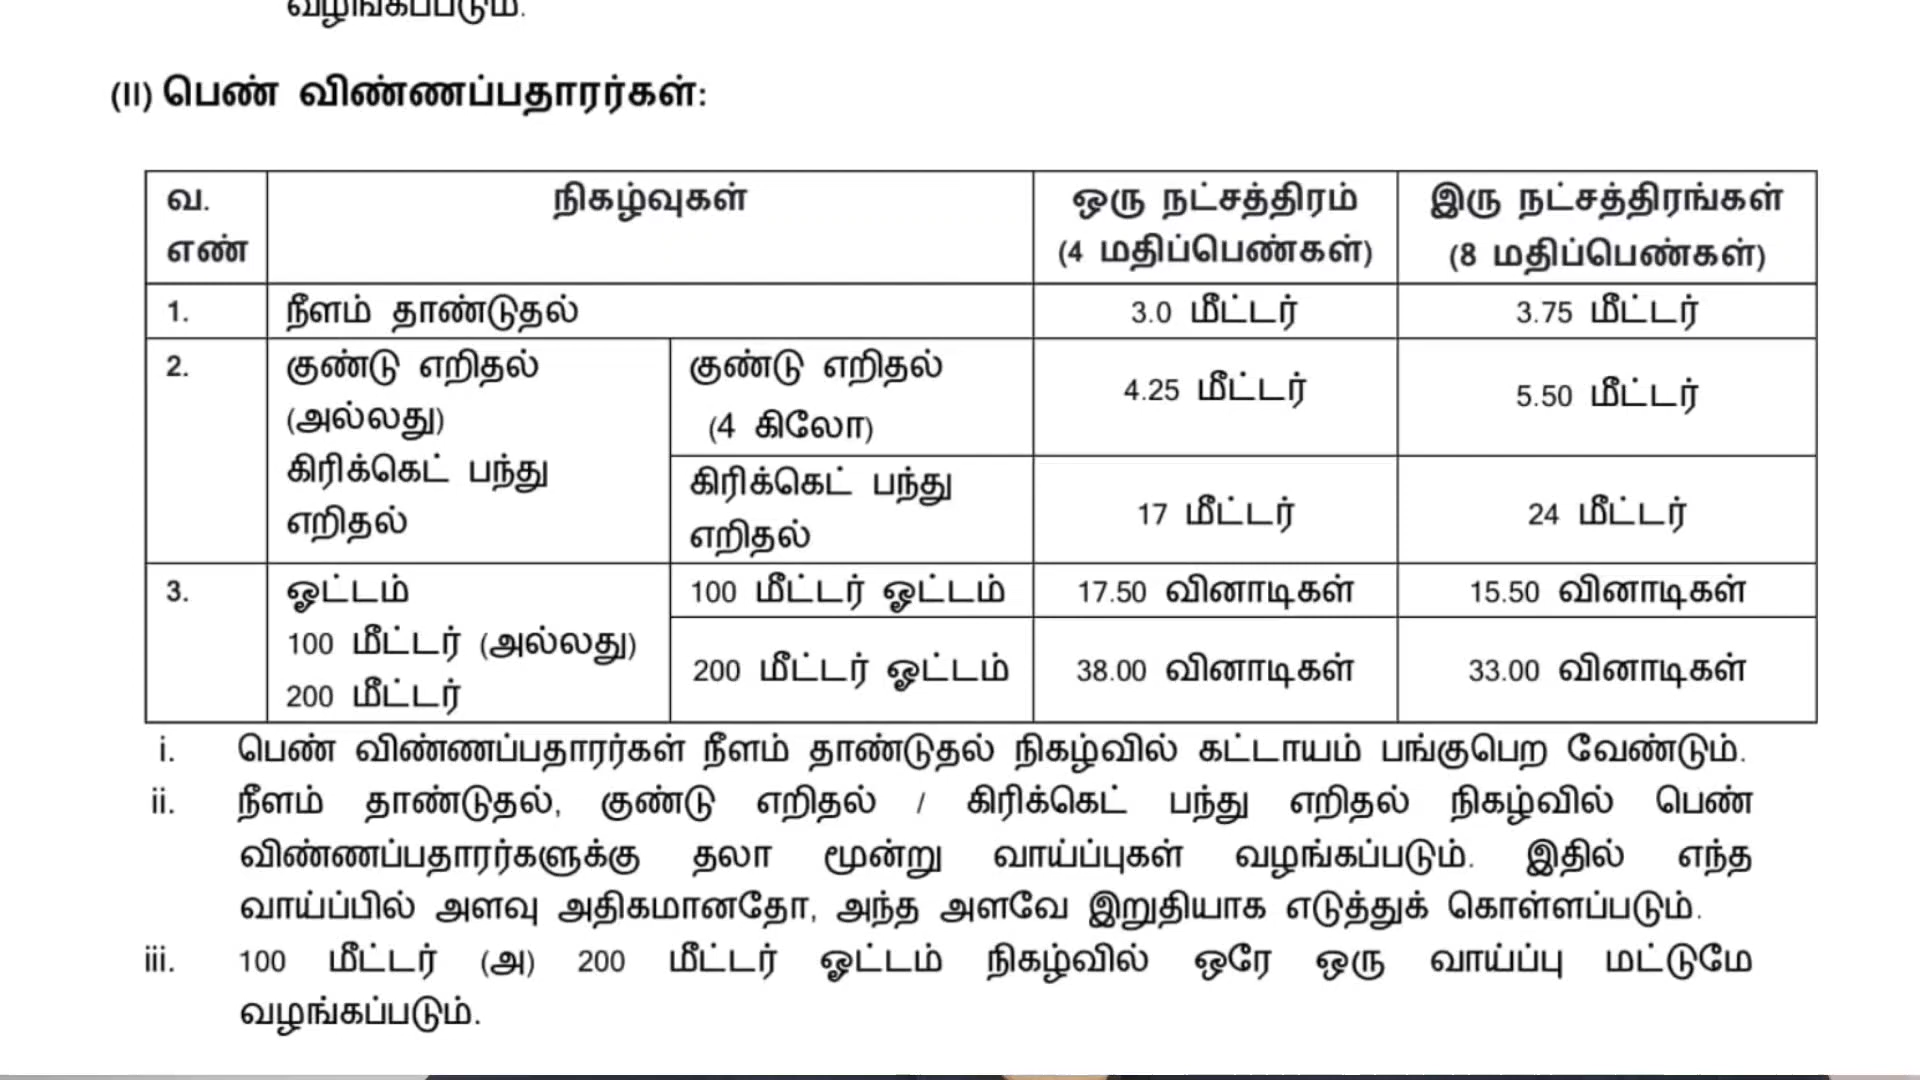 வழங்கப்படும்.
(II) பெண் விண்ணப்பதாரர்கள்:
வ. எண்	நிகழ்வுகள்	ஒரு நட்சத்திரம் (4 மதிப்பெண்கள்)	இரு நட்சத்திரங்கள் (8 மதிப்பெண்கள்)
1.	நீளம் தாண்டுதல்	3.0 மீட்டர்	3.75 மீட்டர்
2.	குண்டு எறிதல் (அல்லது) கிரிக்கெட் பந்து எறிதல்	குண்டு எறிதல் (4 கிலோ)	4.25 மீட்டர்	5.50 மீட்டர்
கிரிக்கெட் பந்து எறிதல்	17 மீட்டர்	24 மீட்டர்
3.	ஓட்டம் 100 மீட்டர் (அல்லது) 200 மீட்டர்	100 மீட்டர் ஓட்டம்	17.50 வினாடிகள்	15.50 வினாடிகள்
200 மீட்டர் ஓட்டம்	38.00 வினாடிகள்	33.00 வினாடிகள்
i. பெண் விண்ணப்பதாரர்கள் நீளம் தாண்டுதல் நிகழ்வில் கட்டாயம் பங்குபெற வேண்டும்.
ii. நீளம் தாண்டுதல், குண்டு எறிதல் / கிரிக்கெட் பந்து எறிதல் நிகழ்வில் பெண்
விண்ணப்பதாரர்களுக்கு தலா மூன்று வாய்ப்புகள் வழங்கப்படும். இதில் எந்த
வாய்ப்பில் அளவு அதிகமானதோ, அந்த அளவே இறுதியாக எடுத்துக் கொள்ளப்படும்.
iii. 100 மீட்டர் (அ) 200 மீட்டர் ஓட்டம் நிகழ்வில் ஒரே ஒரு வாய்ப்பு மட்டுமே
வழங்கப்படும்.